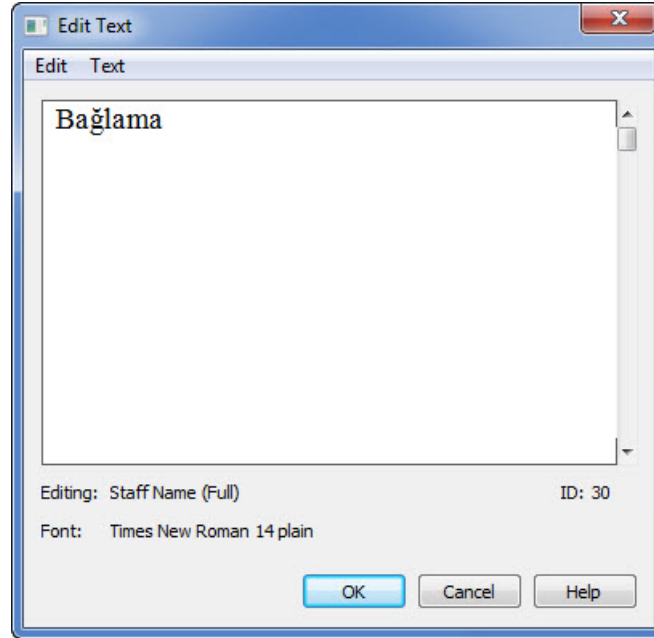 Edit Text
Edit Text
Bağlama
Editing: Staff Name (Full) ID: 30
Font: Times New Roman 14 plain
OK Cancel Help